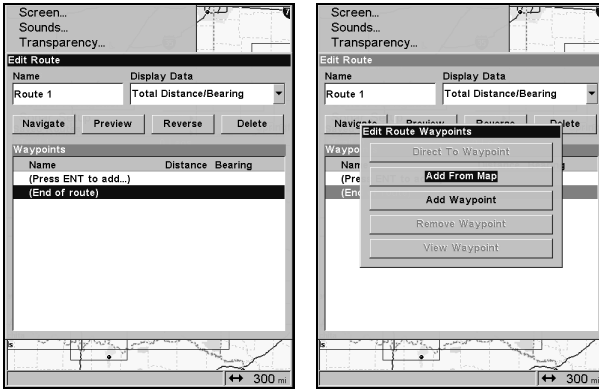 Screen...
Sounds...
Transparency...
Edit Route
Name Display Data
Route 1 Total Distance/Bearing
Navigate Preview Reverse Delete
Waypoints
Name Distance Bearing
(Press ENT to add...)
(End of route)
300 mi
Screen...
Sounds...
Transparency...
Edit Route
Name Display Data
Route 1 Total Distance/Bearing
Edit Route Waypoints
Direct To Waypoint
Add From Map
Add Waypoint
Remove Waypoint
View Waypoint
300